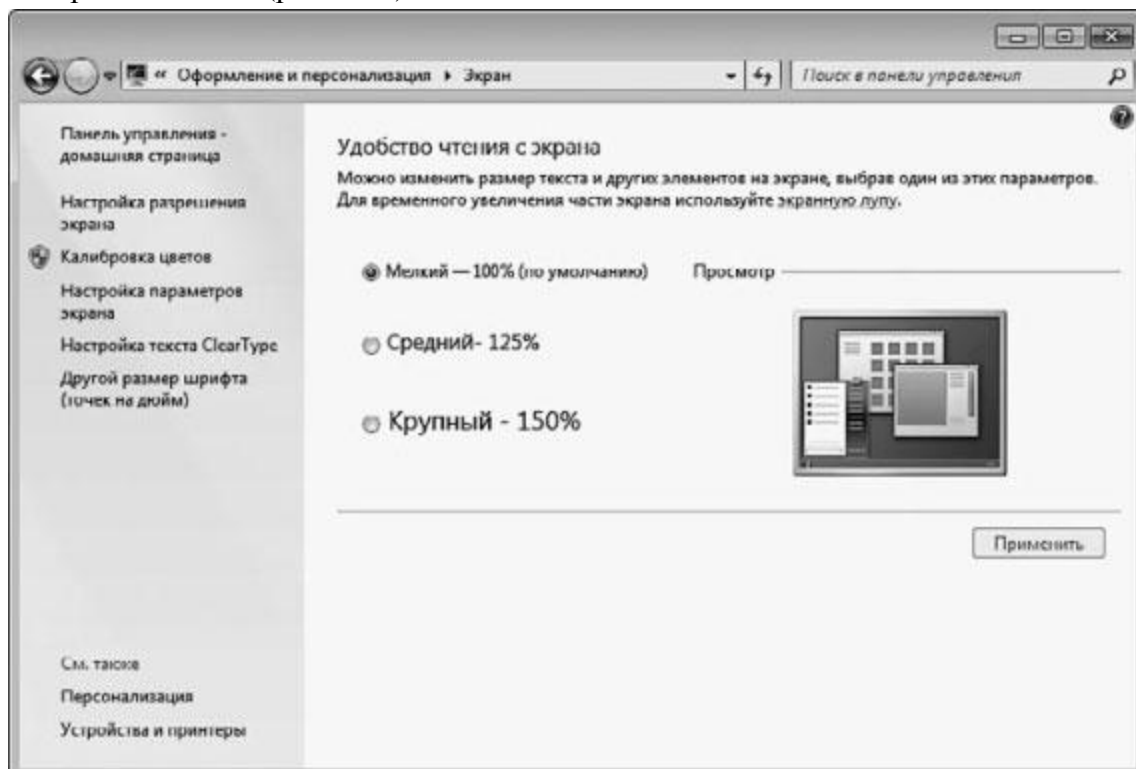 « Оформление и персонализация ▸ Экран
Поиск в панели управления
Панель управления -
домашняя страница
Настройка разрешения
экрана
Калибровка цветов
Настройка параметров
экрана
Настройка текста ClearType
Другой размер шрифта
(точек на дюйм)
См. также
Персонализация
Устройства и принтеры
Удобство чтения с экрана
Можно изменить размер текста и других элементов на экране, выбрав один из этих параметров.
Для временного увеличения части экрана используйте экранную лупу.
Мелкий — 100% (по умолчанию)
Просмотр
Средний- 125%
Крупный - 150%
Применить